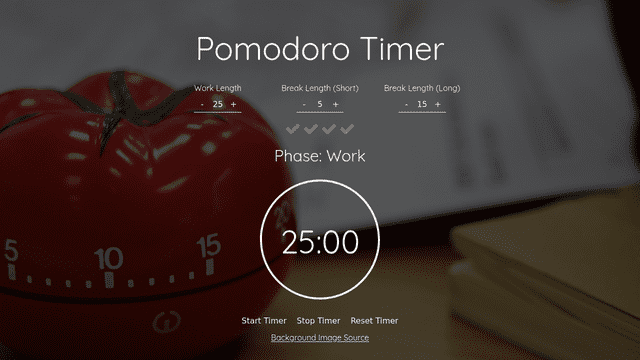 Pomodoro Timer
Work Length Break Length (Short) Break Length (Long)
- 25 + - 5 + - 15 +
Phase: Work
25:00
5 10 15 20
Start Timer Stop Timer Reset Timer
Background Image Source